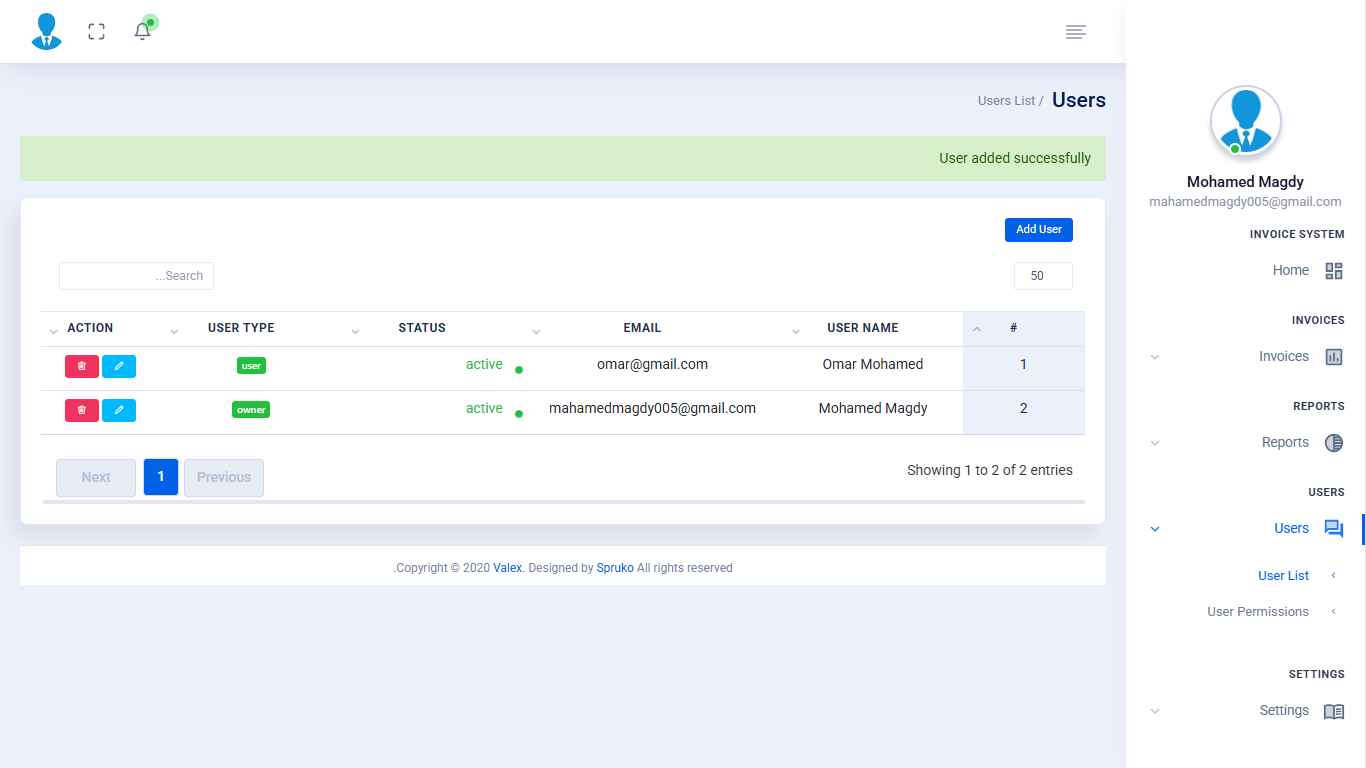 Users List / Users
User added successfully
Add User
...Search
50
ACTION USER TYPE STATUS EMAIL USER NAME #
user active omar@gmail.com Omar Mohamed 1
owner active mahamedmagdy005@gmail.com Mohamed Magdy 2
Next 1 Previous
Showing 1 to 2 of 2 entries
.Copyright © 2020 Valex. Designed by Spruko All rights reserved
Mohamed Magdy
mahamedmagdy005@gmail.com
INVOICE SYSTEM
Home
INVOICES
Invoices
REPORTS
Reports
USERS
Users
User List
User Permissions
SETTINGS
Settings